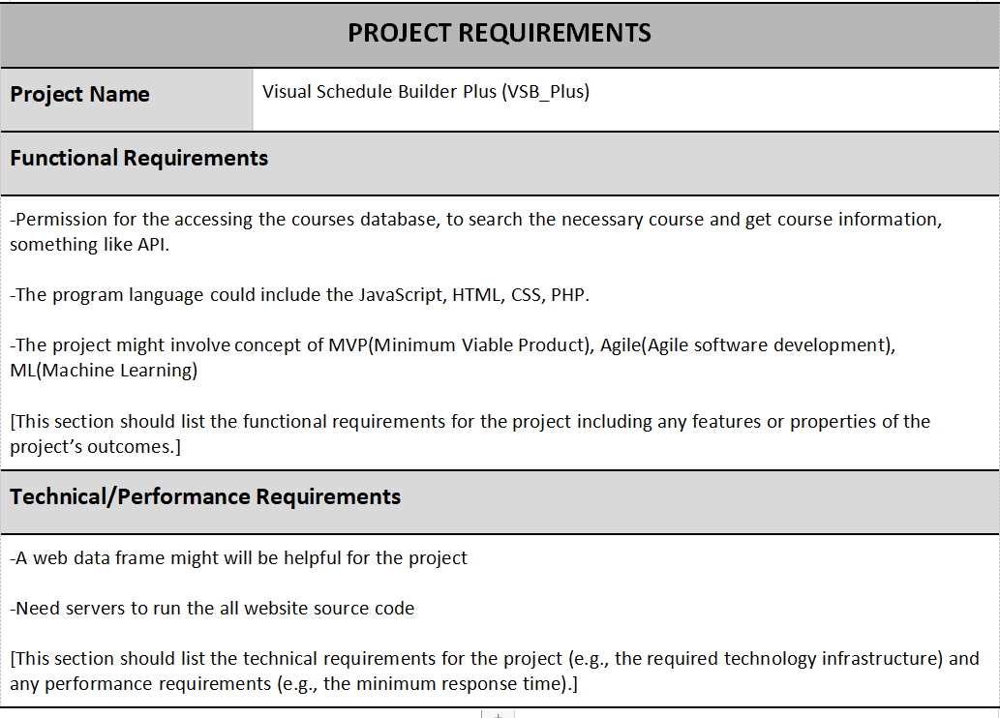 PROJECT REQUIREMENTS
Project Name
Visual Schedule Builder Plus (VSB_Plus)
Functional Requirements
-Permission for the accessing the courses database, to search the necessary course and get course information,
something like API.
-The program language could include the JavaScript, HTML, CSS, PHP.
-The project might involve concept of MVP(Minimum Viable Product), Agile(Agile software development),
ML(Machine Learning)
[This section should list the functional requirements for the project including any features or properties of the
project’s outcomes.]
Technical/Performance Requirements
-A web data frame might will be helpful for the project
-Need servers to run the all website source code
[This section should list the technical requirements for the project (e.g., the required technology infrastructure) and
any performance requirements (e.g., the minimum response time).]